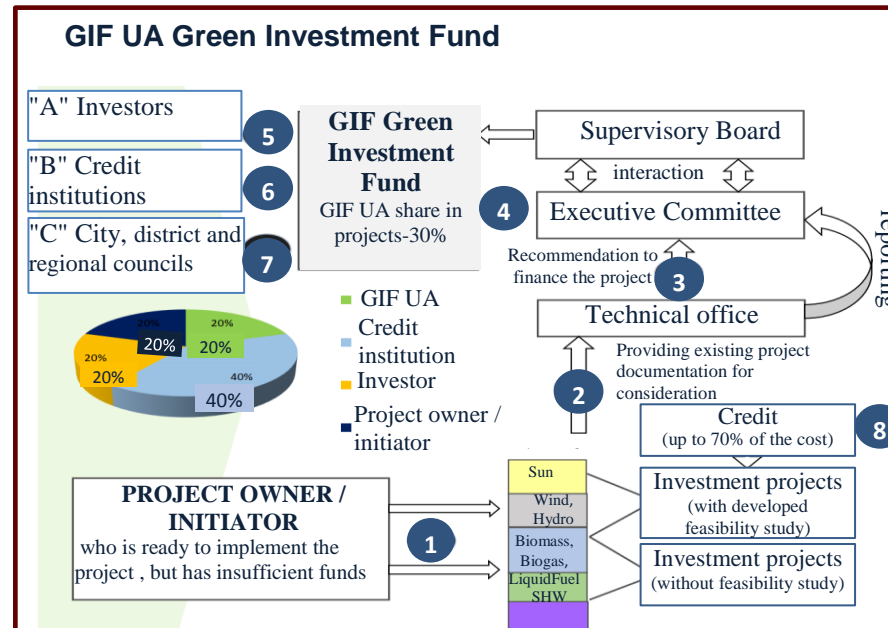 GIF UA Green Investment Fund
"A" Investors
5
"B" Credit
institutions
6
"C" City, district and
regional councils
7
GIF Green
Investment
Fund
GIF UA share in
projects-30%
4
Supervisory Board
interaction
Executive Committee
reporting
Recommendation to
finance the project
3
Technical office
Providing existing project
documentation for
consideration
2
GIF UA
Credit
institution
Investor
Project owner /
initiator
20%
20%
20%
20%
20%
20%
40%
40%
Credit
(up to 70% of the cost)
8
PROJECT OWNER /
INITIATOR
who is ready to implement the
project , but has insufficient funds
1
Sun
Wind,
Hydro
Biomass,
Biogas,
LiquidFuel
SHW
Investment projects
(with developed
feasibility study)
Investment projects
(without feasibility study)